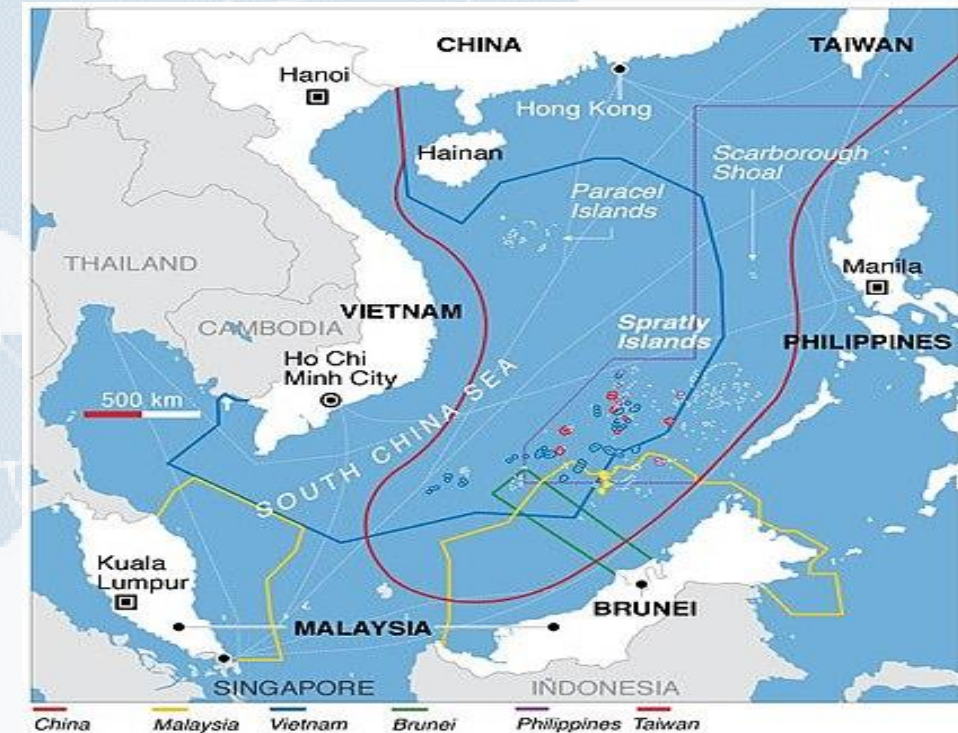 CHINA
TAIWAN
Hanoi
Hong Kong
Hainan
Scarborough
Shoal
Paracel
Islands
THAILAND
Manila
VIETNAM
CAMBODIA
Spratly
Islands
PHILIPPINES
Ho Chi
Minh City
500 km
SOUTH CHINA SEA
Kuala
Lumpur
BRUNEI
MALAYSIA
SINGAPORE
INDONESIA
China
Malaysia
Vietnam
Brunei
Philippines
Taiwan